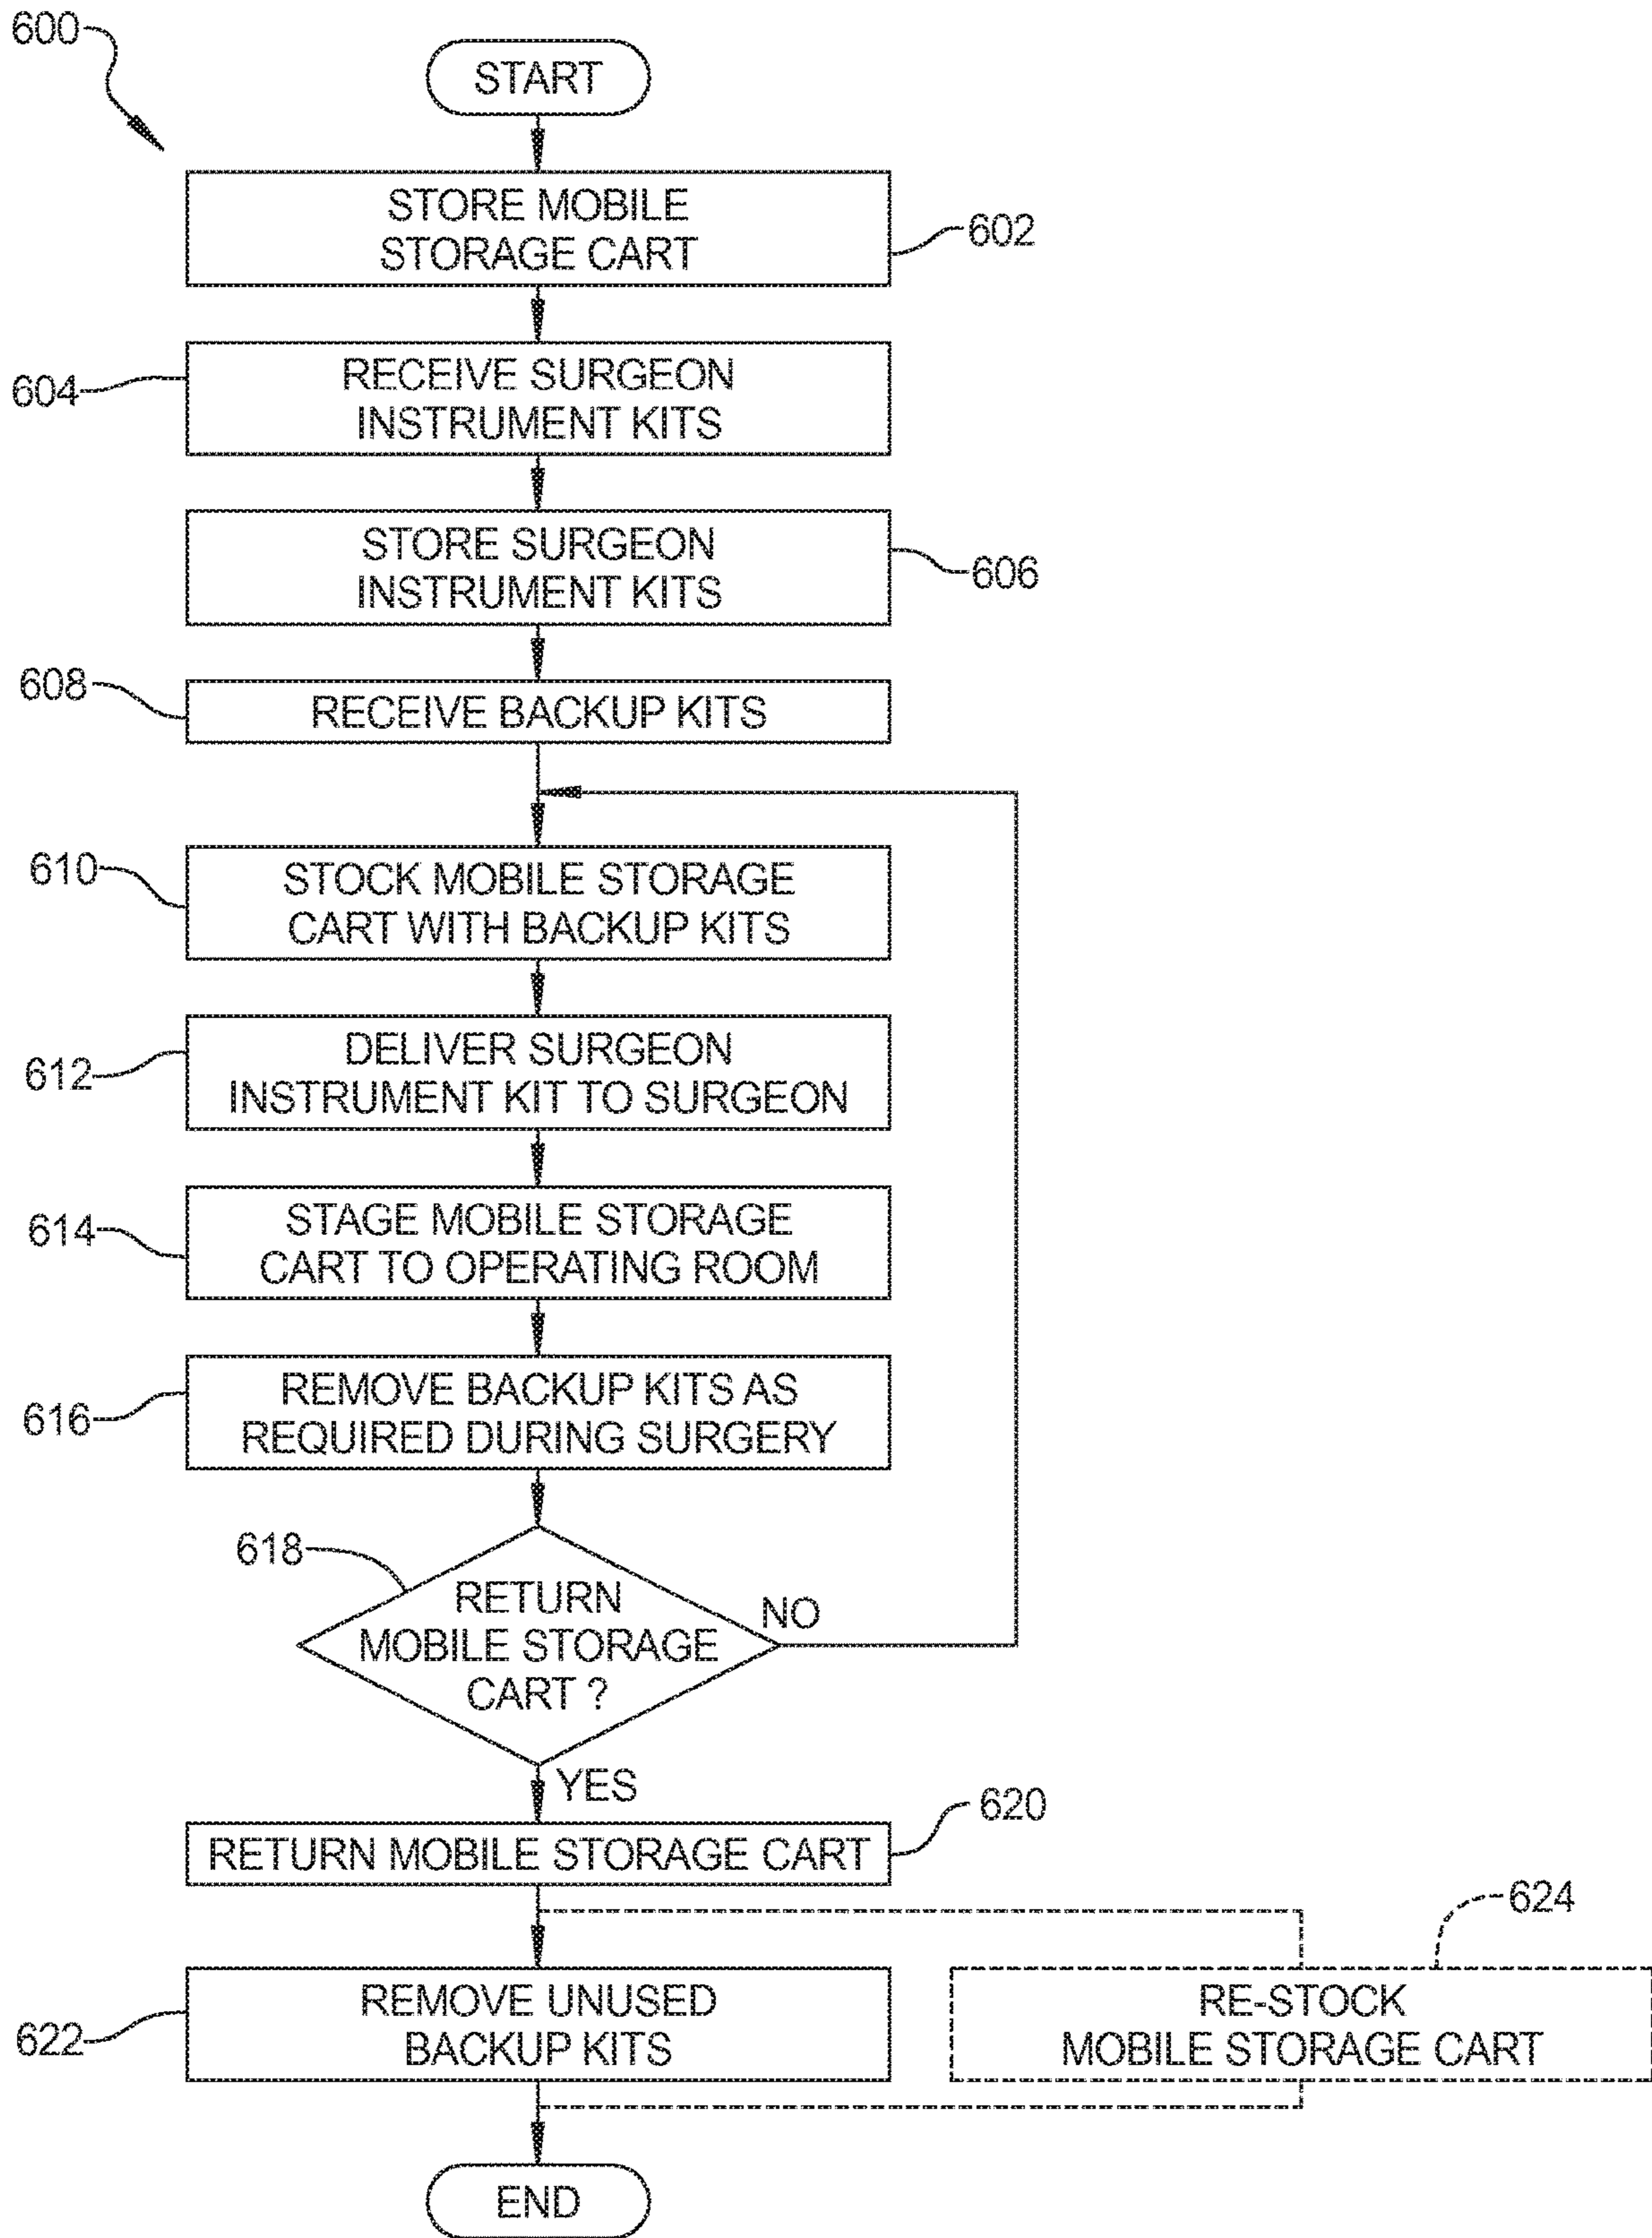 600
START
STORE MOBILE
STORAGE CART
602
604
RECEIVE SURGEON
INSTRUMENT KITS
STORE SURGEON
INSTRUMENT KITS
606
608
RECEIVE BACKUP KITS
610
STOCK MOBILE STORAGE
CART WITH BACKUP KITS
612
DELIVER SURGEON
INSTRUMENT KIT TO SURGEON
614
STAGE MOBILE STORAGE
CART TO OPERATING ROOM
616
REMOVE BACKUP KITS AS
REQUIRED DURING SURGERY
618
RETURN
MOBILE STORAGE
CART ?
NO
YES
620
RETURN MOBILE STORAGE CART
624
622
REMOVE UNUSED
BACKUP KITS
RE-STOCK
MOBILE STORAGE CART
END